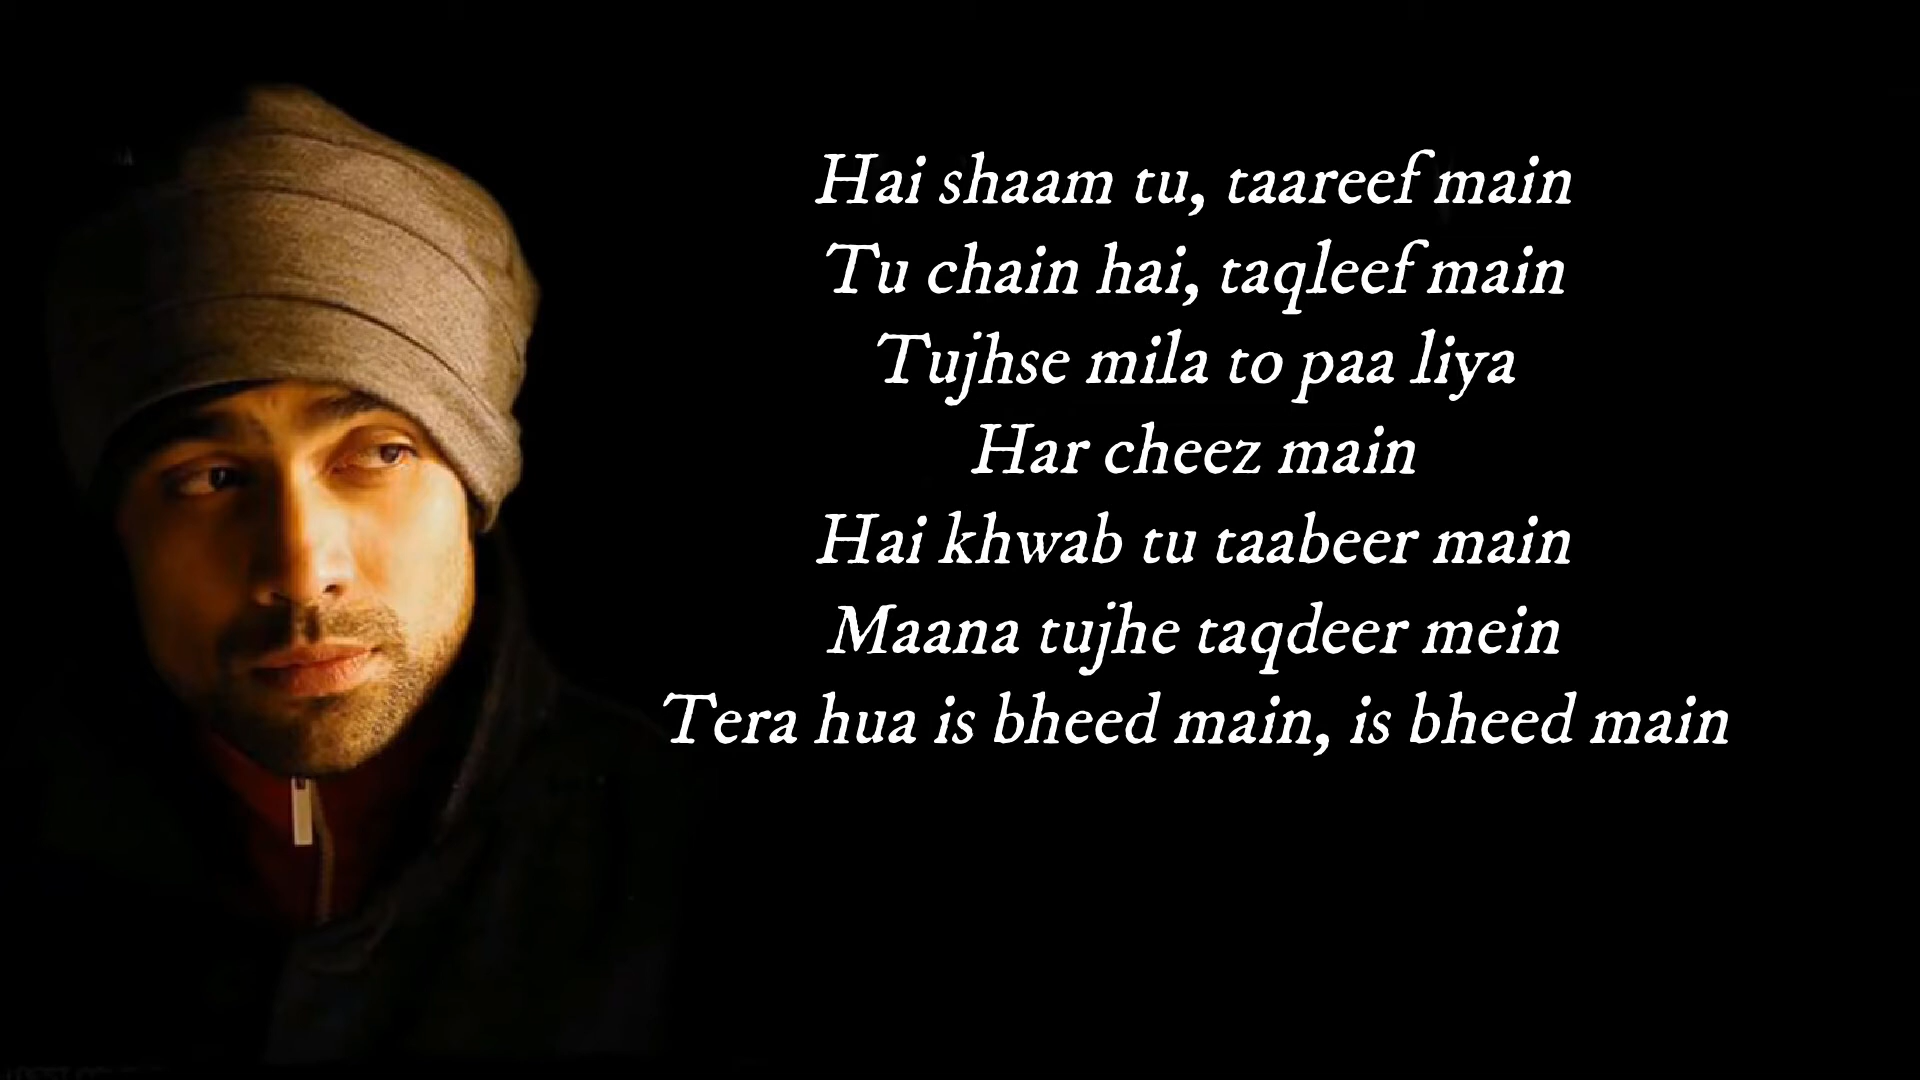 Hai shaam tu, taareef main
Tu chain hai, taqleef main
Tujhse mila to paa liya
Har cheez main
Hai khwab tu taabeer main
Maana tujhe taqdeer mein
Tera hua is bheed main, is bheed main